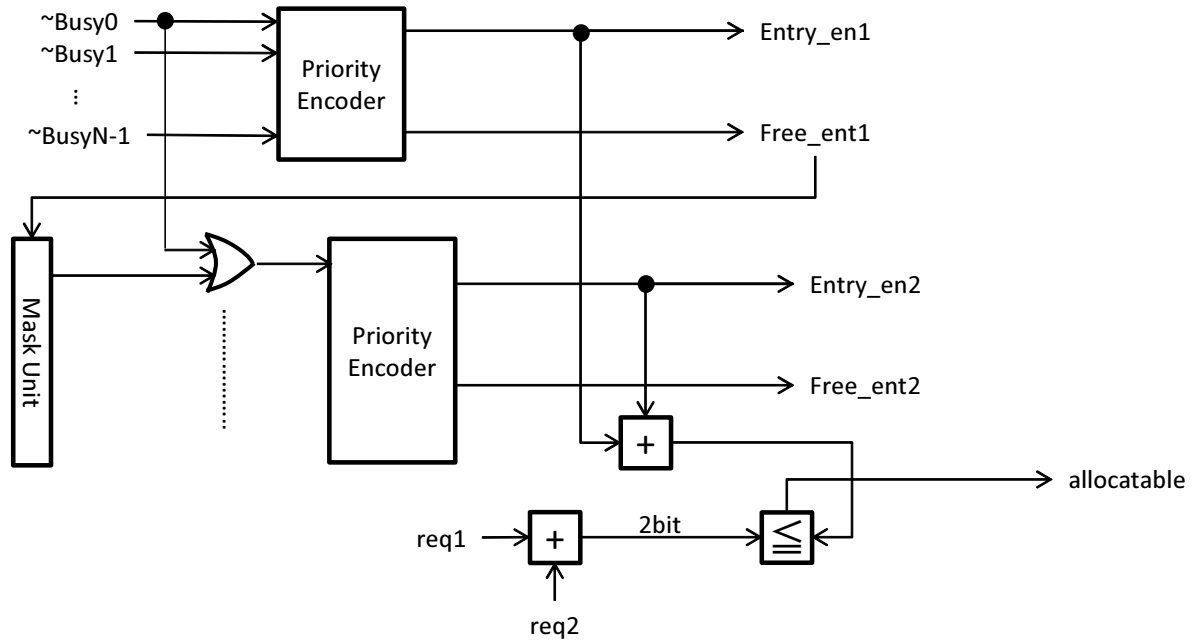 ~Busy0
~Busy1
⋮
~BusyN-1
Priority
Encoder
Entry_en1
Free_ent1
Mask Unit
Priority
Encoder
Entry_en2
Free_ent2
+
allocatable
req1
+
2bit
≦
req2